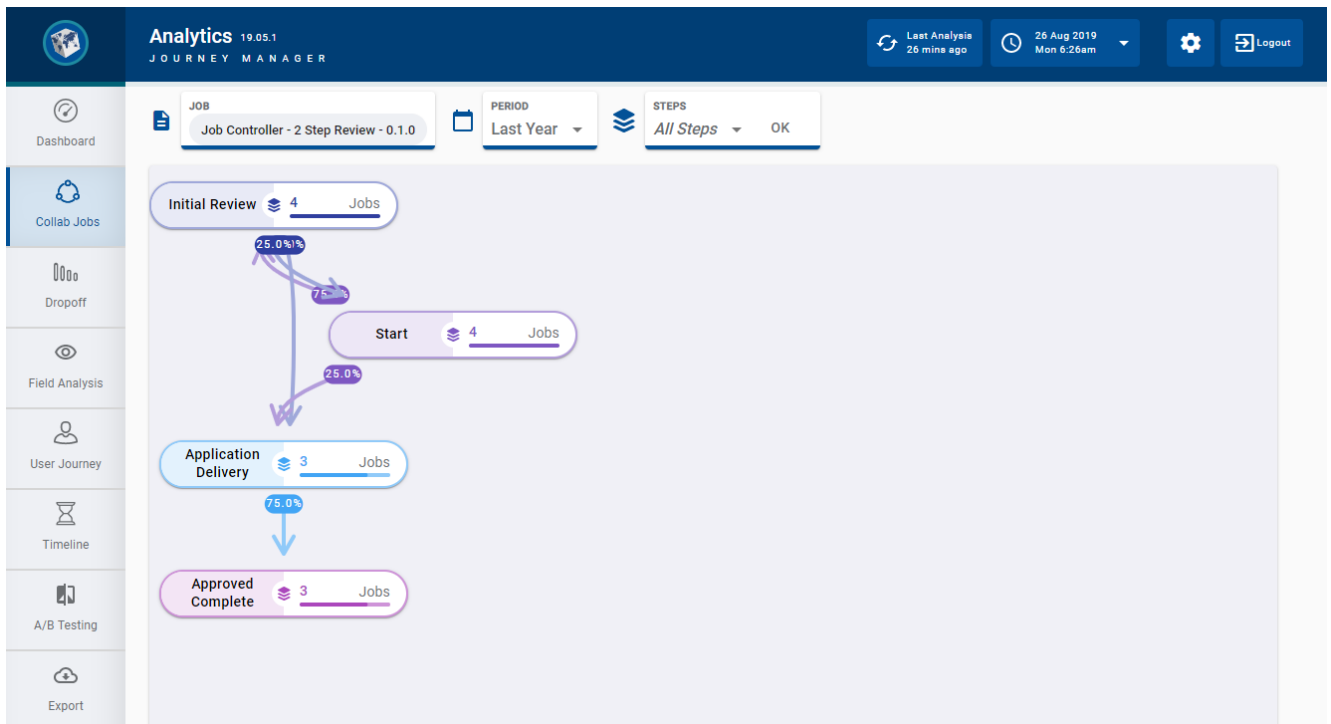 Analytics 19.05.1
JOURNEY MANAGER
Last Analysis
26 mins ago
26 Aug 2019
Mon 6:26am
Logout
Dashboard
Collab Jobs
Dropoff
Field Analysis
User Journey
Timeline
A/B Testing
Export
JOB
Job Controller - 2 Step Review - 0.1.0
PERIOD
Last Year
STEPS
All Steps
OK
Initial Review 4 Jobs
25.0%
Start 4 Jobs
25.0%
Application
Delivery
3 Jobs
75.0%
Approved
Complete
3 Jobs